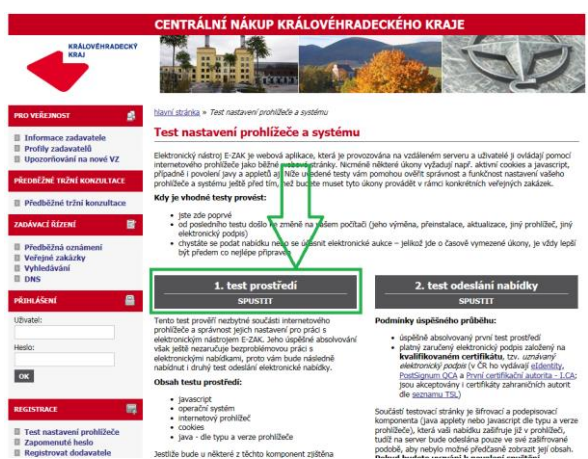 CENTRÁLNÍ NÁKUP KRÁLOVÉHRADECKÉHO KRAJE
KRÁLOVÉHRADECKÝ
KRAJ
PRO VEŘEJNOST
Informace zadavatele
Profily zadavatelů
Upozorňování na nové VZ
PŘEDBĚŽNÉ TRŽNÍ KONZULTACE
Předběžné tržní konzultace
ZADÁVACÍ ŘÍZENÍ
Předběžná oznámení
Veřejné zakázky
Vyhledávání
DNS
PŘIHLÁŠENÍ
Uživatel:
Heslo:
OK
REGISTRACE
Test nastavení prohlížeče
Zapomenuté heslo
Registrovat dodavatele
hlavní stránka » Test nastavení prohlížeče a systému
Test nastavení prohlížeče a systému
Elektronický nástroj E-ZAK je webová aplikace, která je provozována na vzdáleném serveru a uživatelé ji ovládají pomocí
internetového prohlížeče jako běžné webové stránky. Nicméně některé úkony vyžadují např. aktivní cookies a javascript,
případně i povolení javy a appletů aj. Níže uvedené testy vám pomohou ověřit správnost a funkčnost nastavení vašeho
prohlížeče a systému ještě před tím, než budete muset tyto úkony provádět v rámci konkrétních veřejných zakázek.
Kdy je vhodné testy provést:
jste zde poprvé
od posledního testu došlo ke změně na vašem počítači (jeho výměna, přeinstalace, aktualizace, jiný prohlížeč, jiný
elektronický podpis)
chystáte se podat nabídku nebo se účastnit elektronické aukce – jelikož jde o časově vymezené úkony, je vždy lepší
být předem co nejlépe připraven
1. test prostředí
SPUSTIT
Tento test prověří nezbytné součásti internetového
prohlížeče a správnost jejich nastavení pro práci s
elektronickým nástrojem E-ZAK. Jeho úspěšné absolvování
však ještě nezaručuje bezproblémovou práci s
elektronickými nabídkami, proto vám bude následně
nabídnut i druhý test odeslání elektronické nabídky.
Obsah testu prostředí:
javascript
operační systém
internetový prohlížeč
cookies
java - dle typu a verze prohlížeče
Jestliže bude u některé z těchto komponent zjištěna
2. test odeslání nabídky
SPUSTIT
Podmínky úspěšného průběhu:
úspěšně absolvovaný první test prostředí
platný zaručený elektronický podpis založený na
kvalifikovaném certifikátu, tzv. uznávaný
elektronický podpis (v ČR ho vydávají eIdentity,
PostSignum QCA a První certifikační autorita - I.CA;
jsou akceptovány i certifikáty zahraničních autorit
dle seznamu TSL)
Součástí testovací stránky je šifrovací a podepisovací
komponenta (java applety nebo javascript dle typu a verze
prohlížeče), která vaši nabídku zašifruje již v prohlížeči,
tudíž na server bude odeslána pouze ve své zašifrované
podobě, aby nebylo možné předčasně zobrazit její obsah.